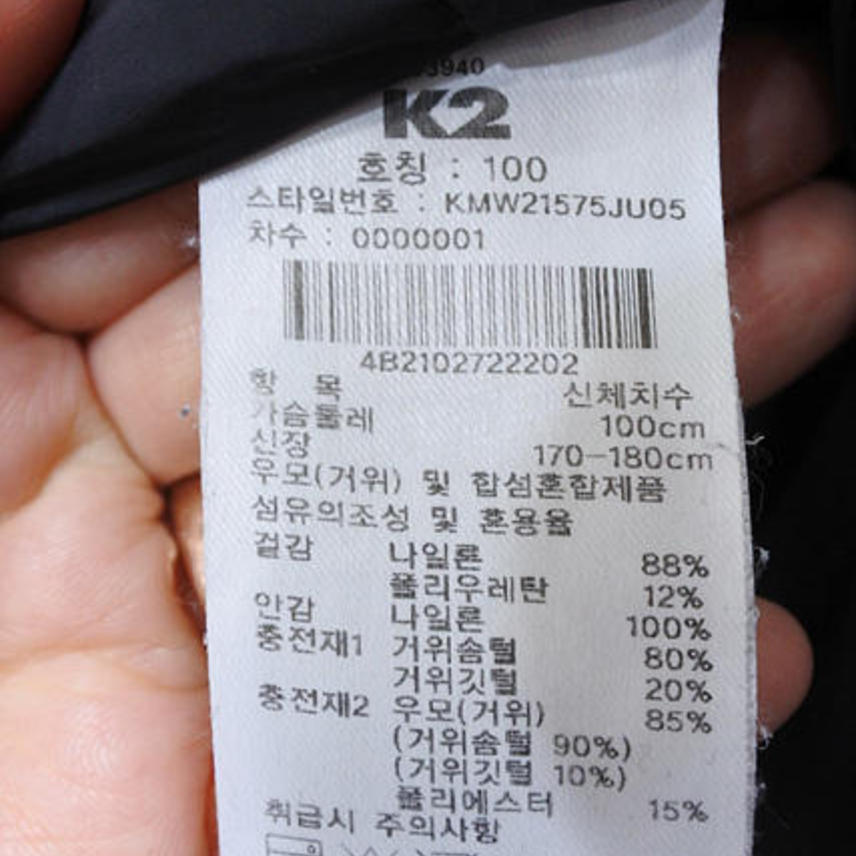 K2
호칭 : 100
스타일번호 : KMW21575JU05
차수 : 0000001
4B2102722202
항 목 신체치수
가슴둘레 100cm
신장 170-180cm
우모(거위) 및 합섬혼합제품
섬유의조성 및 혼용율
겉감 나일론 88%
폴리우레탄 12%
안감 나일론 100%
충전재1 거위솜털 80%
거위깃털 20%
충전재2 우모(거위) 85%
(거위솜털 90%)
(거위깃털 10%)
폴리에스터 15%
취급시 주의사항